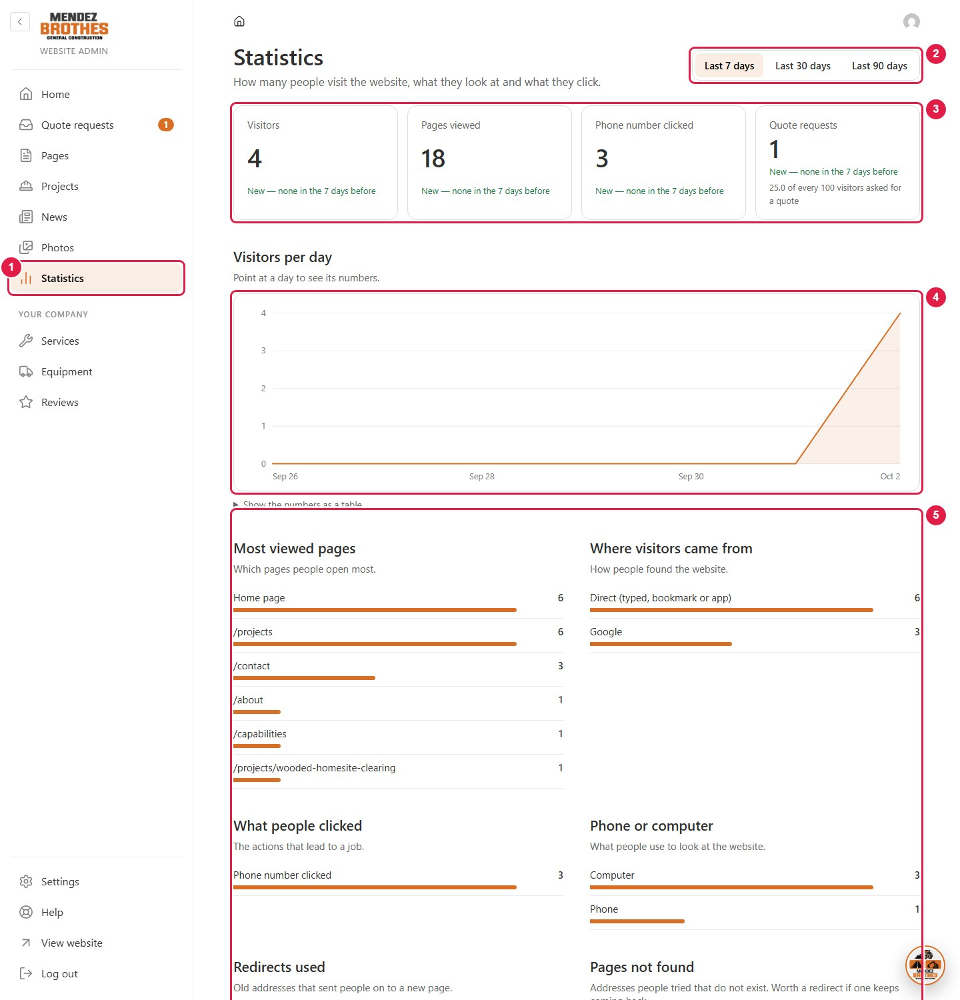 MENDEZ
BROTHES
GENERAL CONSTRUCTION
WEBSITE ADMIN
Home
Quote requests 1
Pages
Projects
News
Photos
1
Statistics
YOUR COMPANY
Services
Equipment
Reviews
Settings
Help
View website
Log out
Statistics
How many people visit the website, what they look at and what they click.
Last 7 days Last 30 days Last 90 days
2
3
Visitors
4
New — none in the 7 days before
Pages viewed
18
New — none in the 7 days before
Phone number clicked
3
New — none in the 7 days before
Quote requests
1
New — none in the 7 days before
25.0 of every 100 visitors asked for
a quote
Visitors per day
Point at a day to see its numbers.
4
4
3
2
1
0
Sep 26 Sep 28 Sep 30 Oct 2
Show the numbers as a table
5
Most viewed pages
Which pages people open most.
Home page 6
/projects 6
/contact 3
/about 1
/capabilities 1
/projects/wooded-homesite-clearing 1
Where visitors came from
How people found the website.
Direct (typed, bookmark or app) 6
Google 3
What people clicked
The actions that lead to a job.
Phone number clicked 3
Phone or computer
What people use to look at the website.
Computer 3
Phone 1
Redirects used
Old addresses that sent people on to a new page.
Pages not found
Addresses people tried that do not exist. Worth a redirect if one keeps
coming back
MENDEZ